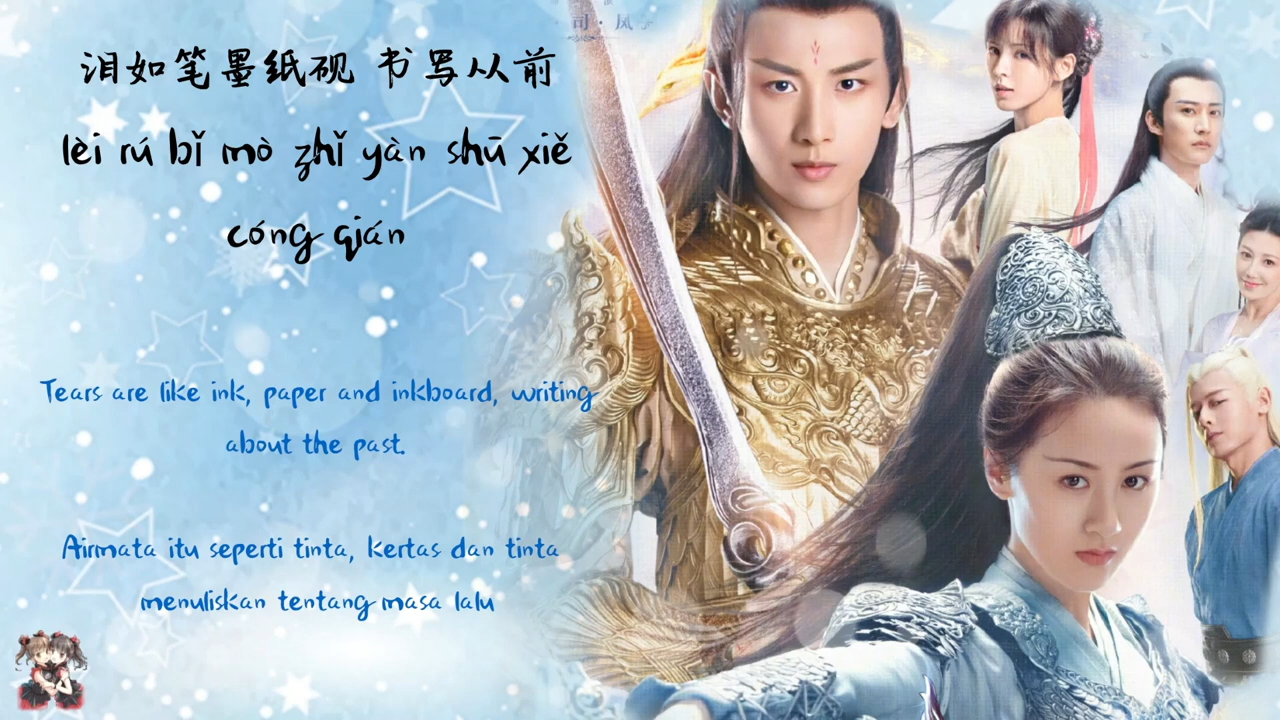 司·凤
泪如笔墨纸砚 书写从前
lèi rú bǐ mò zhǐ yàn shū xiě
cóng qián
Tears are like ink, paper and inkboard, writing
about the past.
Airmata itu seperti tinta, kertas dan tinta
menuliskan tentang masa lalu